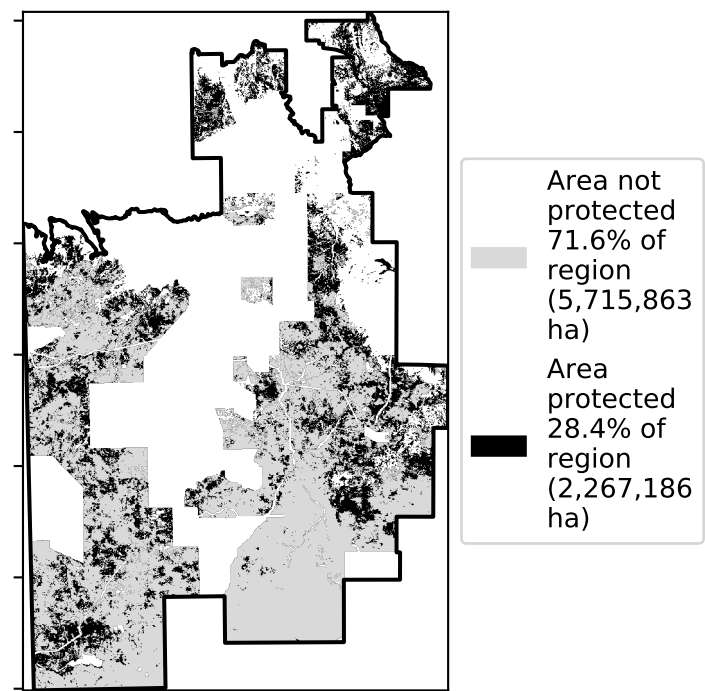 Area not
protected
71.6% of
region
(5,715,863
ha)
Area
protected
28.4% of
region
(2,267,186
ha)